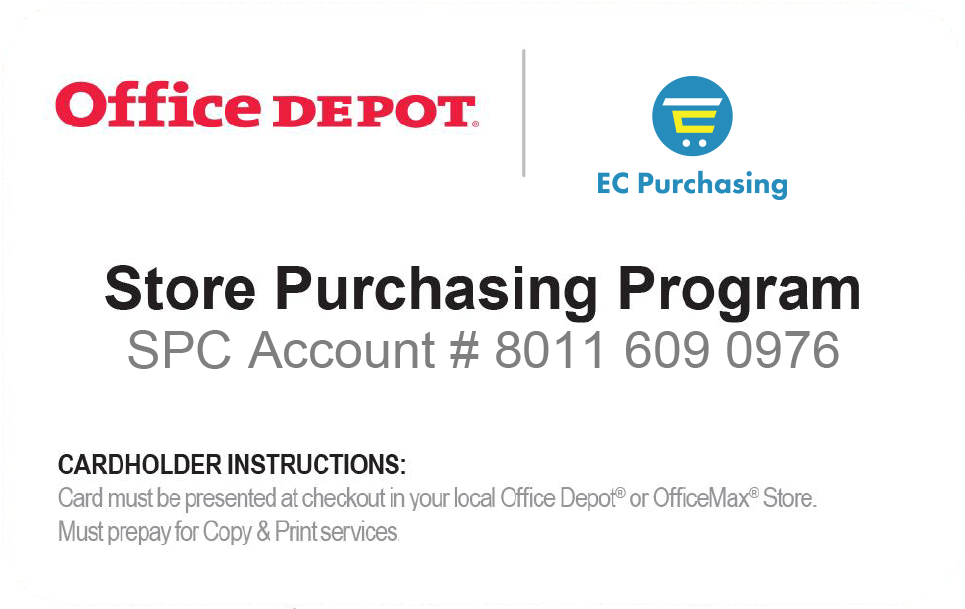 Office DEPOT®
EC Purchasing
Store Purchasing Program
SPC Account # 8011 609 0976
CARDHOLDER INSTRUCTIONS:
Card must be presented at checkout in your local Office Depot® or OfficeMax® Store.
Must prepay for Copy & Print services